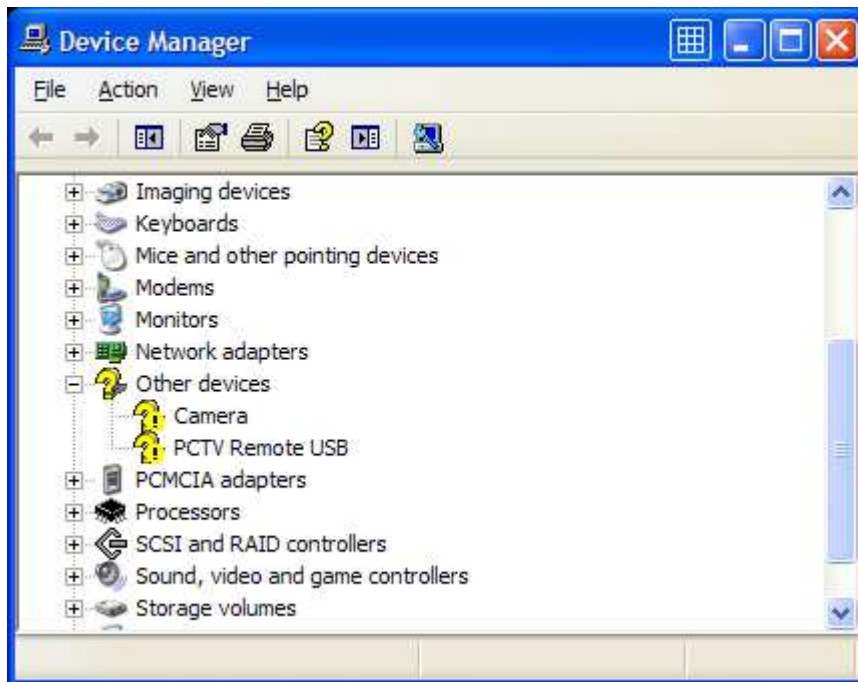 Device Manager
File Action View Help
Imaging devices
Keyboards
Mice and other pointing devices
Modems
Monitors
Network adapters
Other devices
Camera
PCTV Remote USB
PCMCIA adapters
Processors
SCSI and RAID controllers
Sound, video and game controllers
Storage volumes